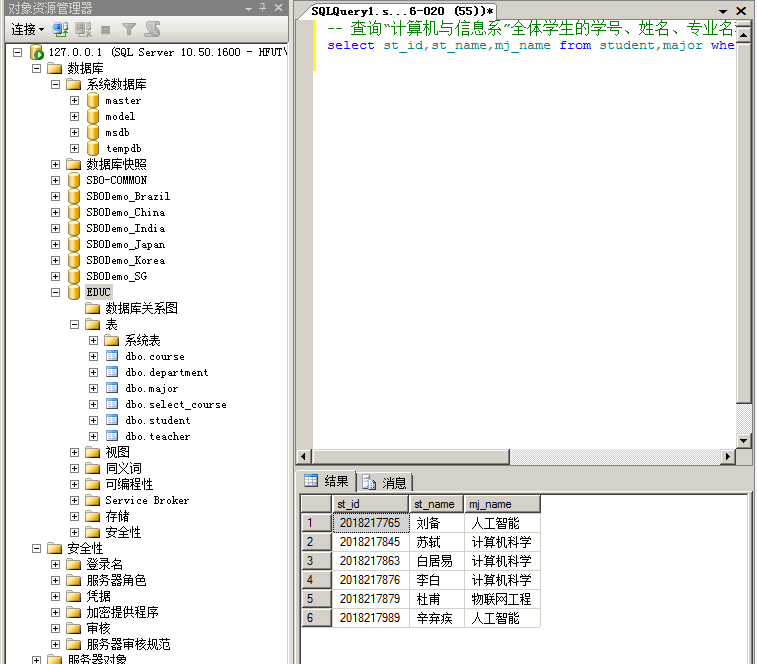 对象资源管理器
连接
127.0.0.1 (SQL Server 10.50.1600 - HFUT\
数据库
系统数据库
master
model
msdb
tempdb
数据库快照
SBO-COMMON
SBODemo_Brazil
SBODemo_China
SBODemo_India
SBODemo_Japan
SBODemo_Korea
SBODemo_SG
EDUC
数据库关系图
表
系统表
dbo.course
dbo.department
dbo.major
dbo.select_course
dbo.student
dbo.teacher
视图
同义词
可编程性
Service Broker
存储
安全性
安全性
登录名
服务器角色
凭据
加密提供程序
审核
服务器审核规范
服务器对象
SQLQuery1.s...6-020 (55))*
-- 查询“计算机与信息系”全体学生的学号、姓名、专业名
select st_id,st_name,mj_name from student,major whe
结果 消息
st_id st_name mj_name
1 2018217765 刘备 人工智能
2 2018217845 苏轼 计算机科学
3 2018217863 白居易 计算机科学
4 2018217876 李白 计算机科学
5 2018217879 杜甫 物联网工程
6 2018217989 辛弃疾 人工智能